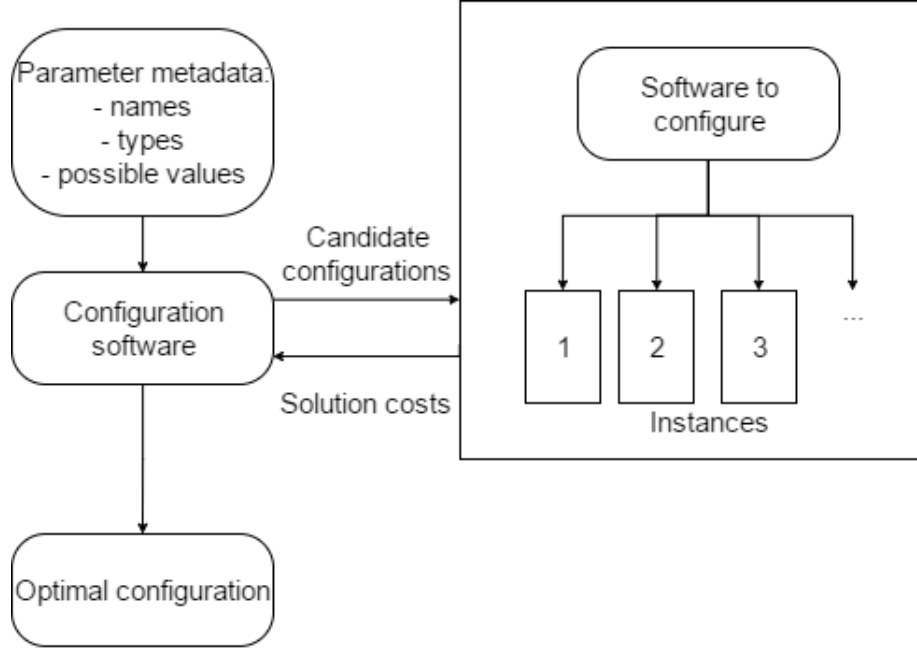 Parameter metadata:
- names
- types
- possible values
Software to
configure
Candidate
configurations
Configuration
software
Solution costs
1
2
3
...
Instances
Optimal configuration